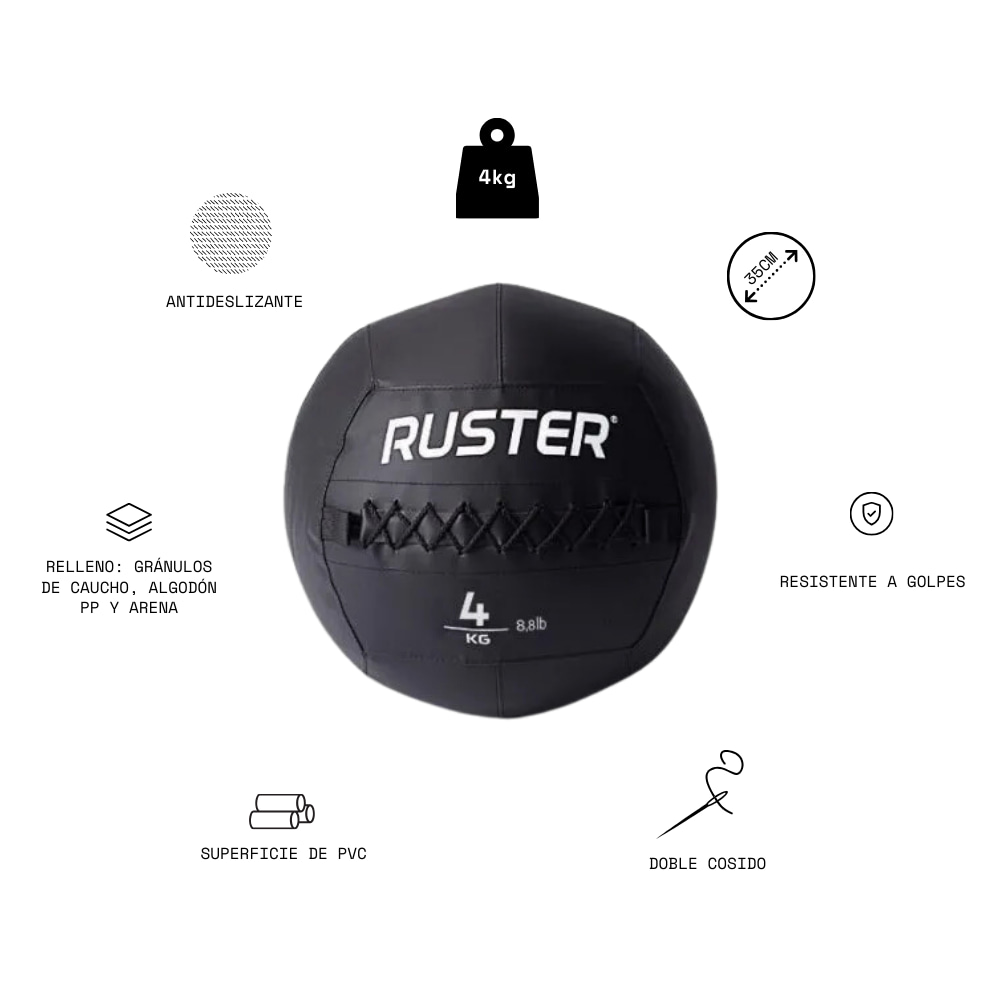 4kg
35CM
ANTIDESLIZANTE
RUSTER®
RELLENO: GRÁNULOS
DE CAUCHO, ALGODÓN
PP Y ARENA
RESISTENTE A GOLPES
4
KG
8,8lb
SUPERFICIE DE PVC
DOBLE COSIDO